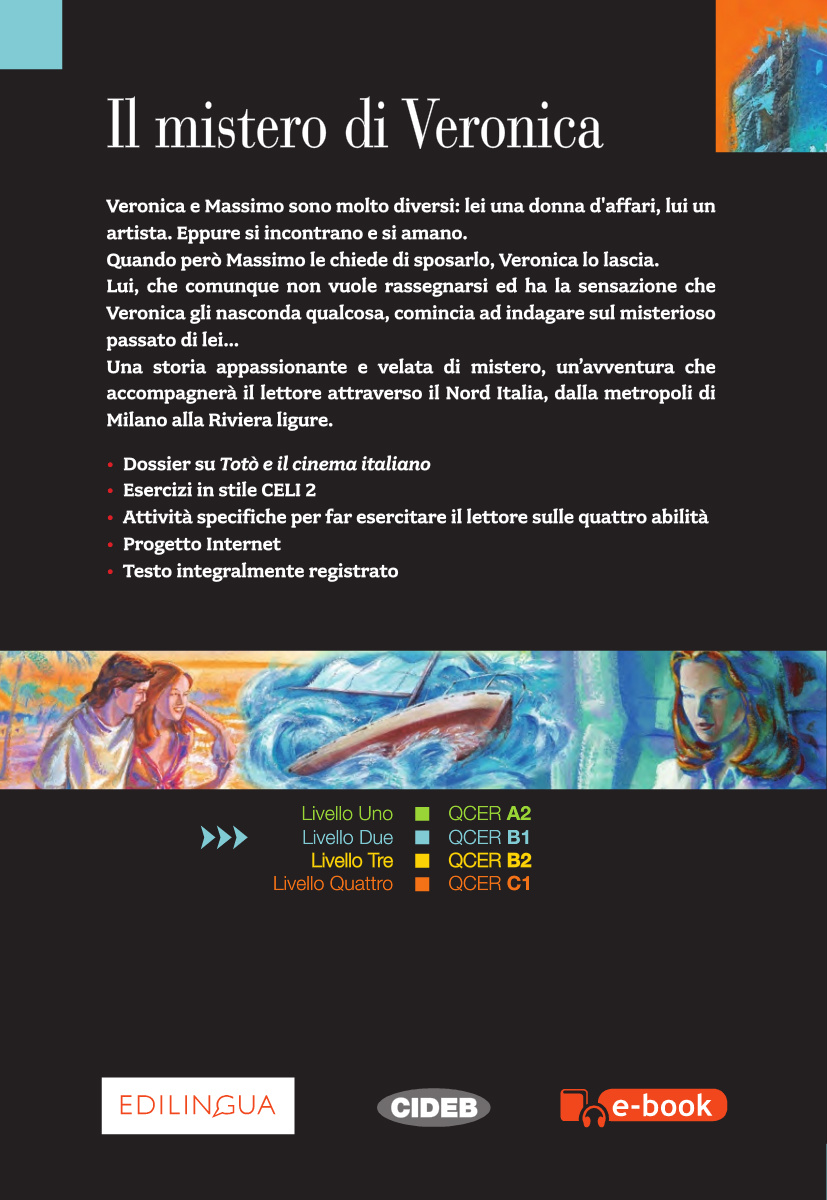 Il mistero di Veronica
Veronica e Massimo sono molto diversi: lei una donna d'affari, lui un
artista. Eppure si incontrano e si amano.
Quando però Massimo le chiede di sposarlo, Veronica lo lascia.
Lui, che comunque non vuole rassegnarsi ed ha la sensazione che
Veronica gli nasconda qualcosa, comincia ad indagare sul misterioso
passato di lei...
Una storia appassionante e velata di mistero, un’avventura che
accompagnerà il lettore attraverso il Nord Italia, dalla metropoli di
Milano alla Riviera ligure.
• Dossier su Totò e il cinema italiano
• Esercizi in stile CELI 2
• Attività specifiche per far esercitare il lettore sulle quattro abilità
• Progetto Internet
• Testo integralmente registrato
Livello Uno ■ QCER A2
Livello Due ■ QCER B1
Livello Tre ■ QCER B2
Livello Quattro ■ QCER C1
EDILINGUA
CIDEB
e-book